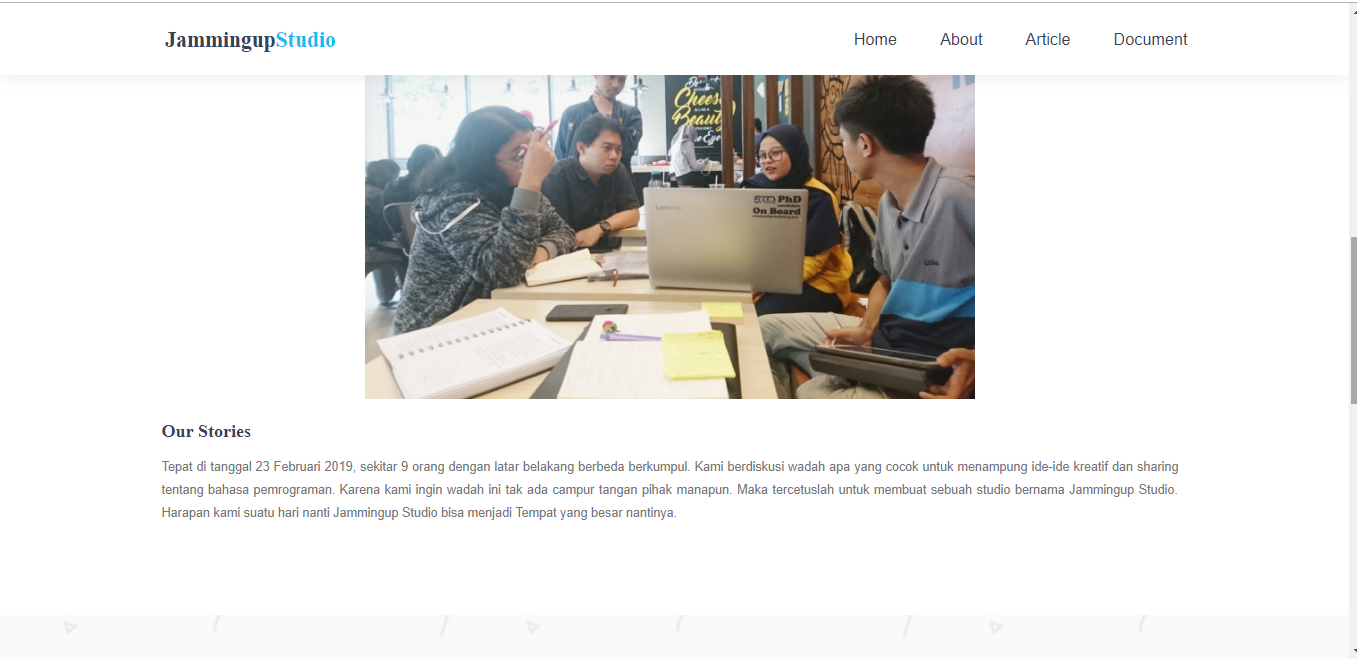 JammingupStudio
Home About Article Document
Cheese
Beauty
Lenovo
PhD
On Board
Our Stories
Tepat di tanggal 23 Februari 2019, sekitar 9 orang dengan latar belakang berbeda berkumpul. Kami berdiskusi wadah apa yang cocok untuk menampung ide-ide kreatif dan sharing
tentang bahasa pemrograman. Karena kami ingin wadah ini tak ada campur tangan pihak manapun. Maka tercetuslah untuk membuat sebuah studio bernama Jammingup Studio.
Harapan kami suatu hari nanti Jammingup Studio bisa menjadi Tempat yang besar nantinya.